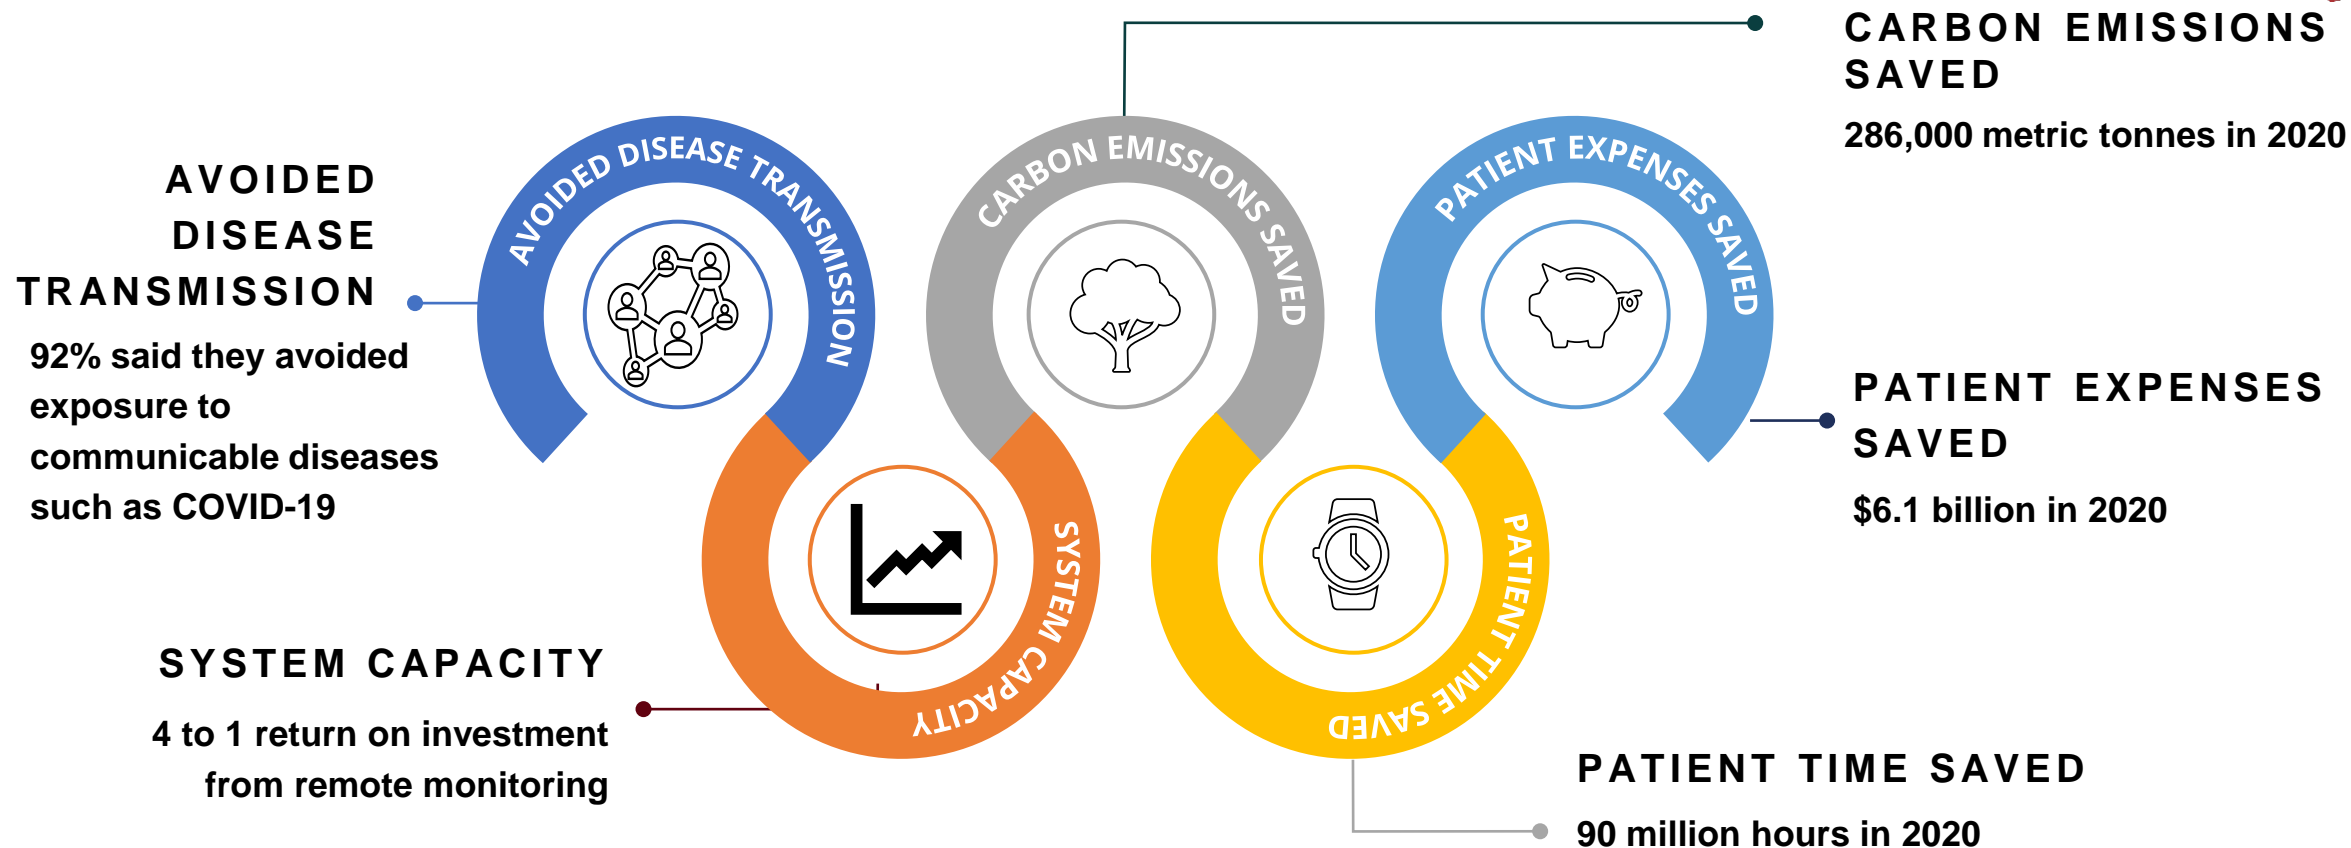 CARBON EMISSIONS
SAVED
286,000 metric tonnes in 2020
AVOIDED
DISEASE
TRANSMISSION
92% said they avoided
exposure to
communicable diseases
such as COVID-19
AVOIDED DISEASE TRANSMISSION
CARBON EMISSIONS SAVED
PATIENT EXPENSES SAVED
PATIENT EXPENSES
SAVED
$6.1 billion in 2020
SYSTEM CAPACITY
PATIENT TIME SAVED
SYSTEM CAPACITY
4 to 1 return on investment
from remote monitoring
PATIENT TIME SAVED
90 million hours in 2020